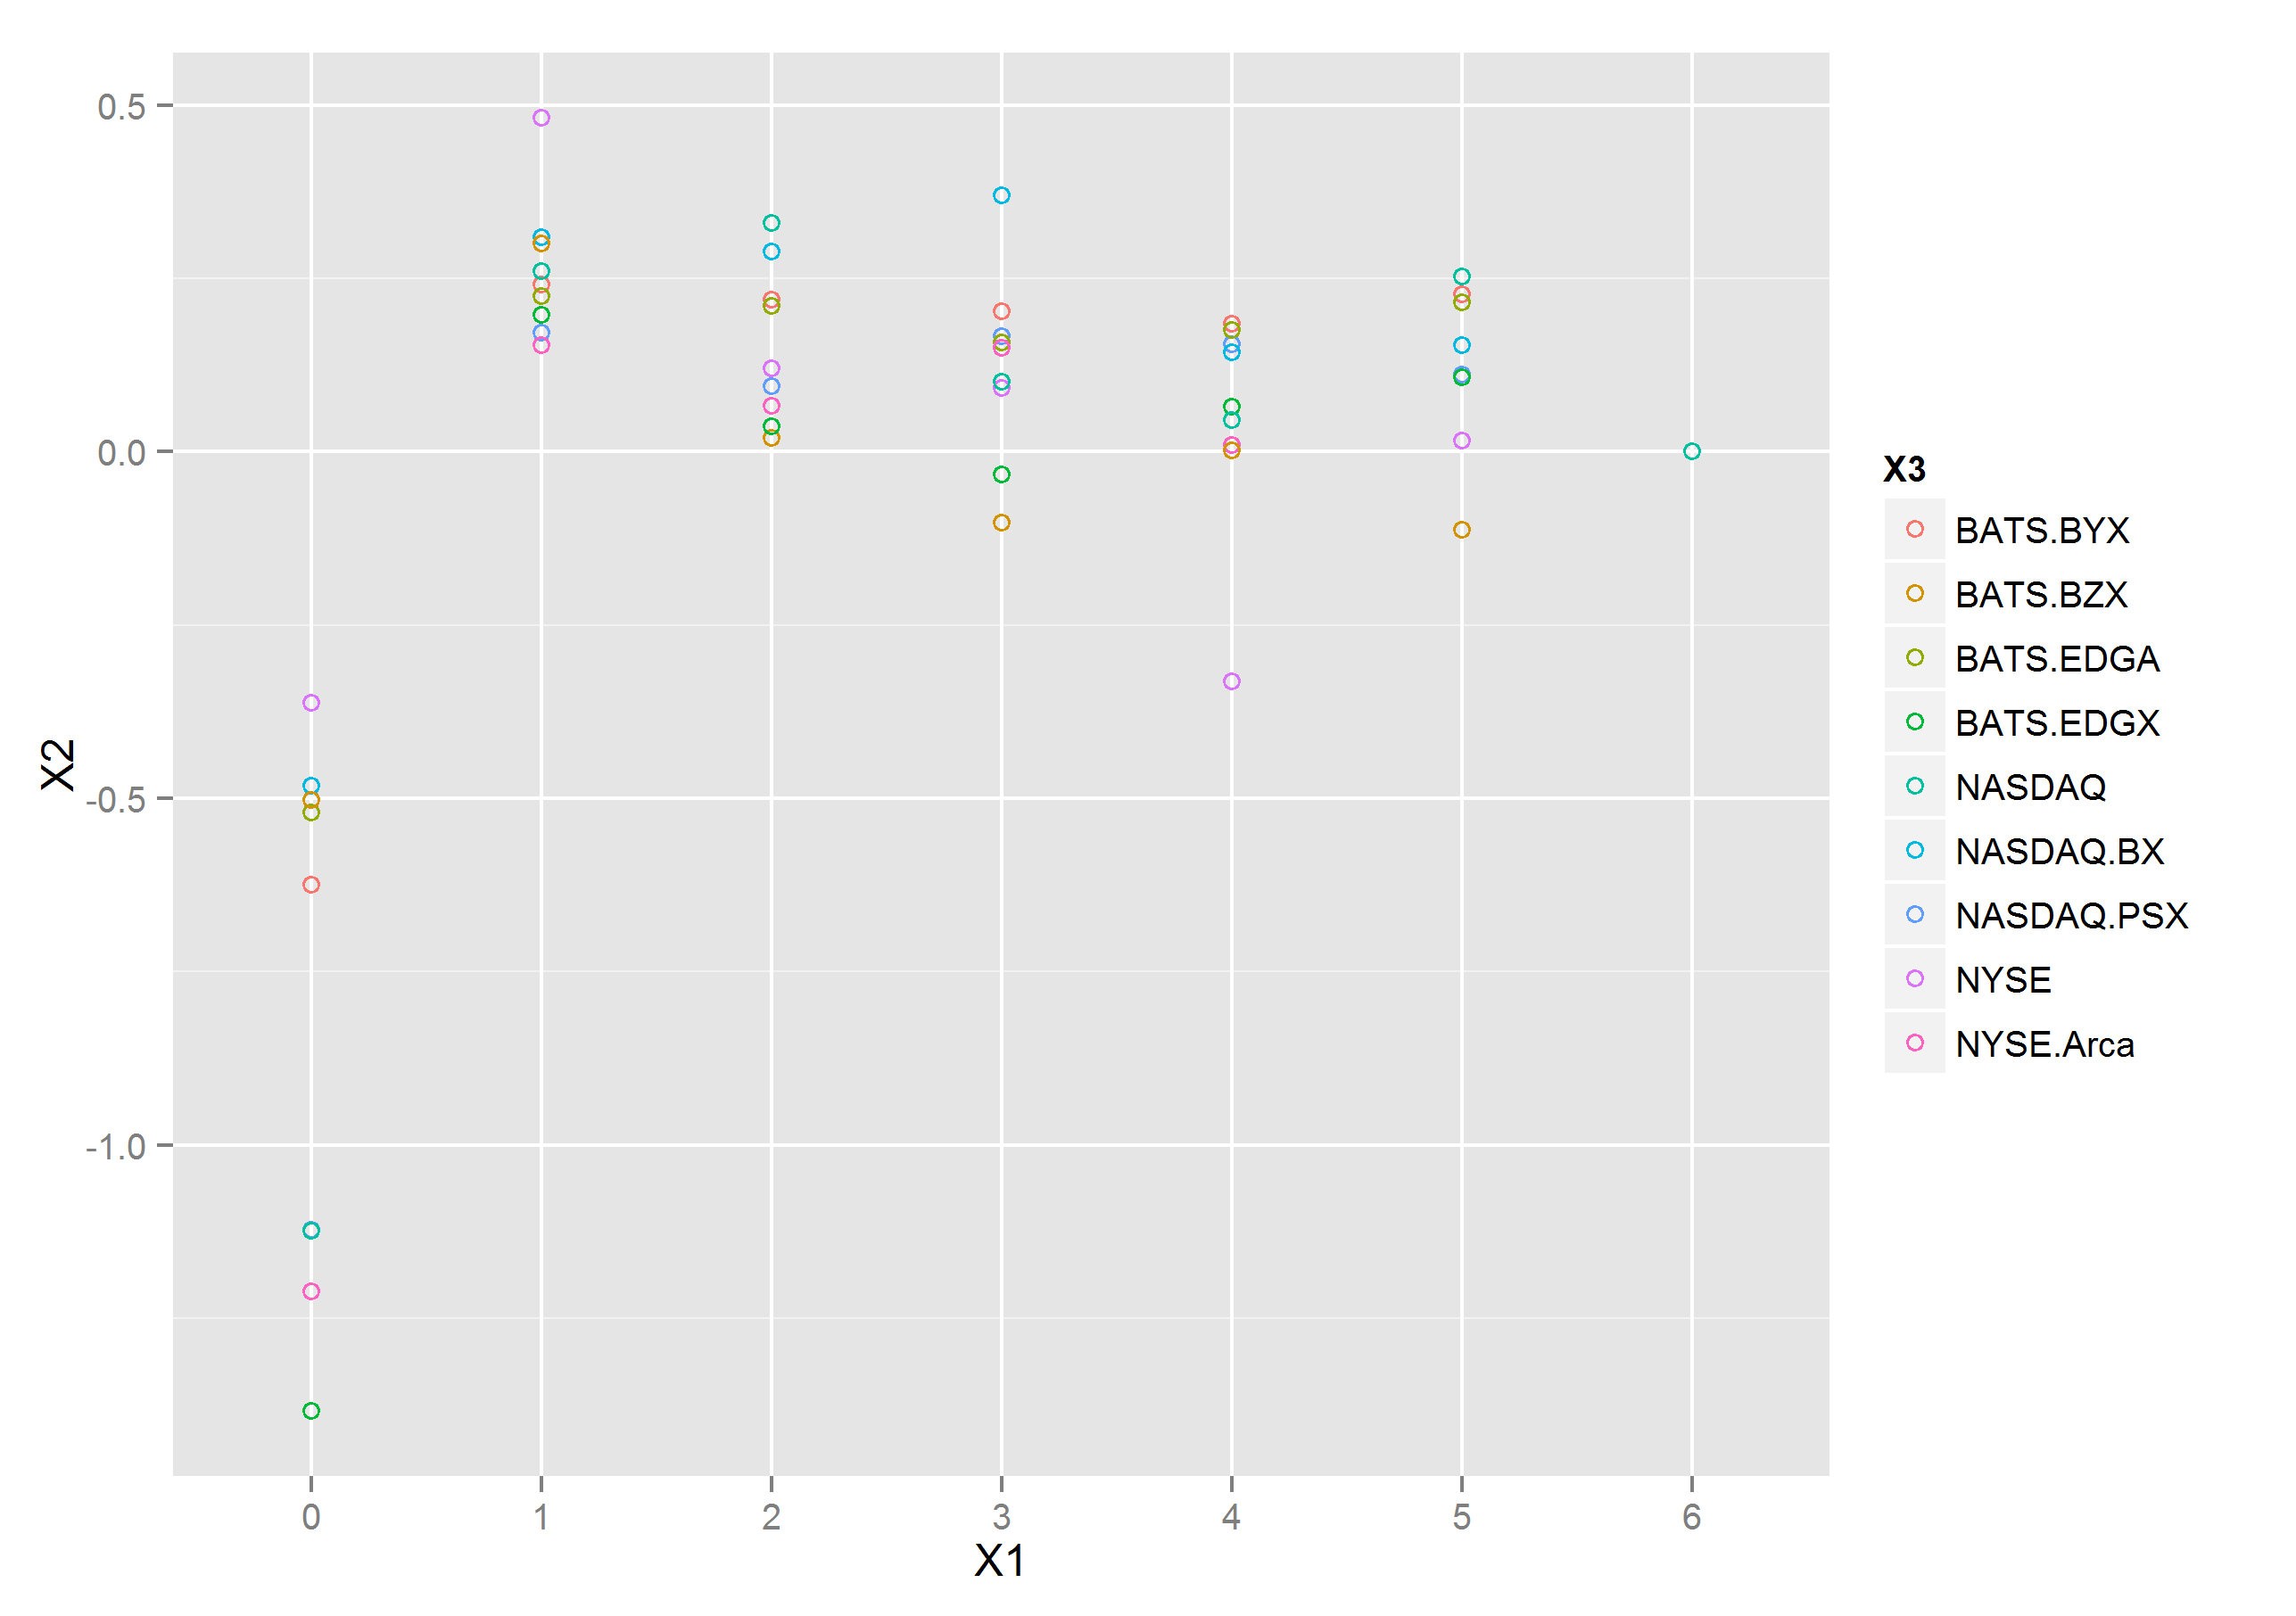 0.5
0.0
-0.5
-1.0
X2
0 1 2 3 4 5 6
X1
X3
BATS.BYX
BATS.BZX
BATS.EDGA
BATS.EDGX
NASDAQ
NASDAQ.BX
NASDAQ.PSX
NYSE
NYSE.Arca